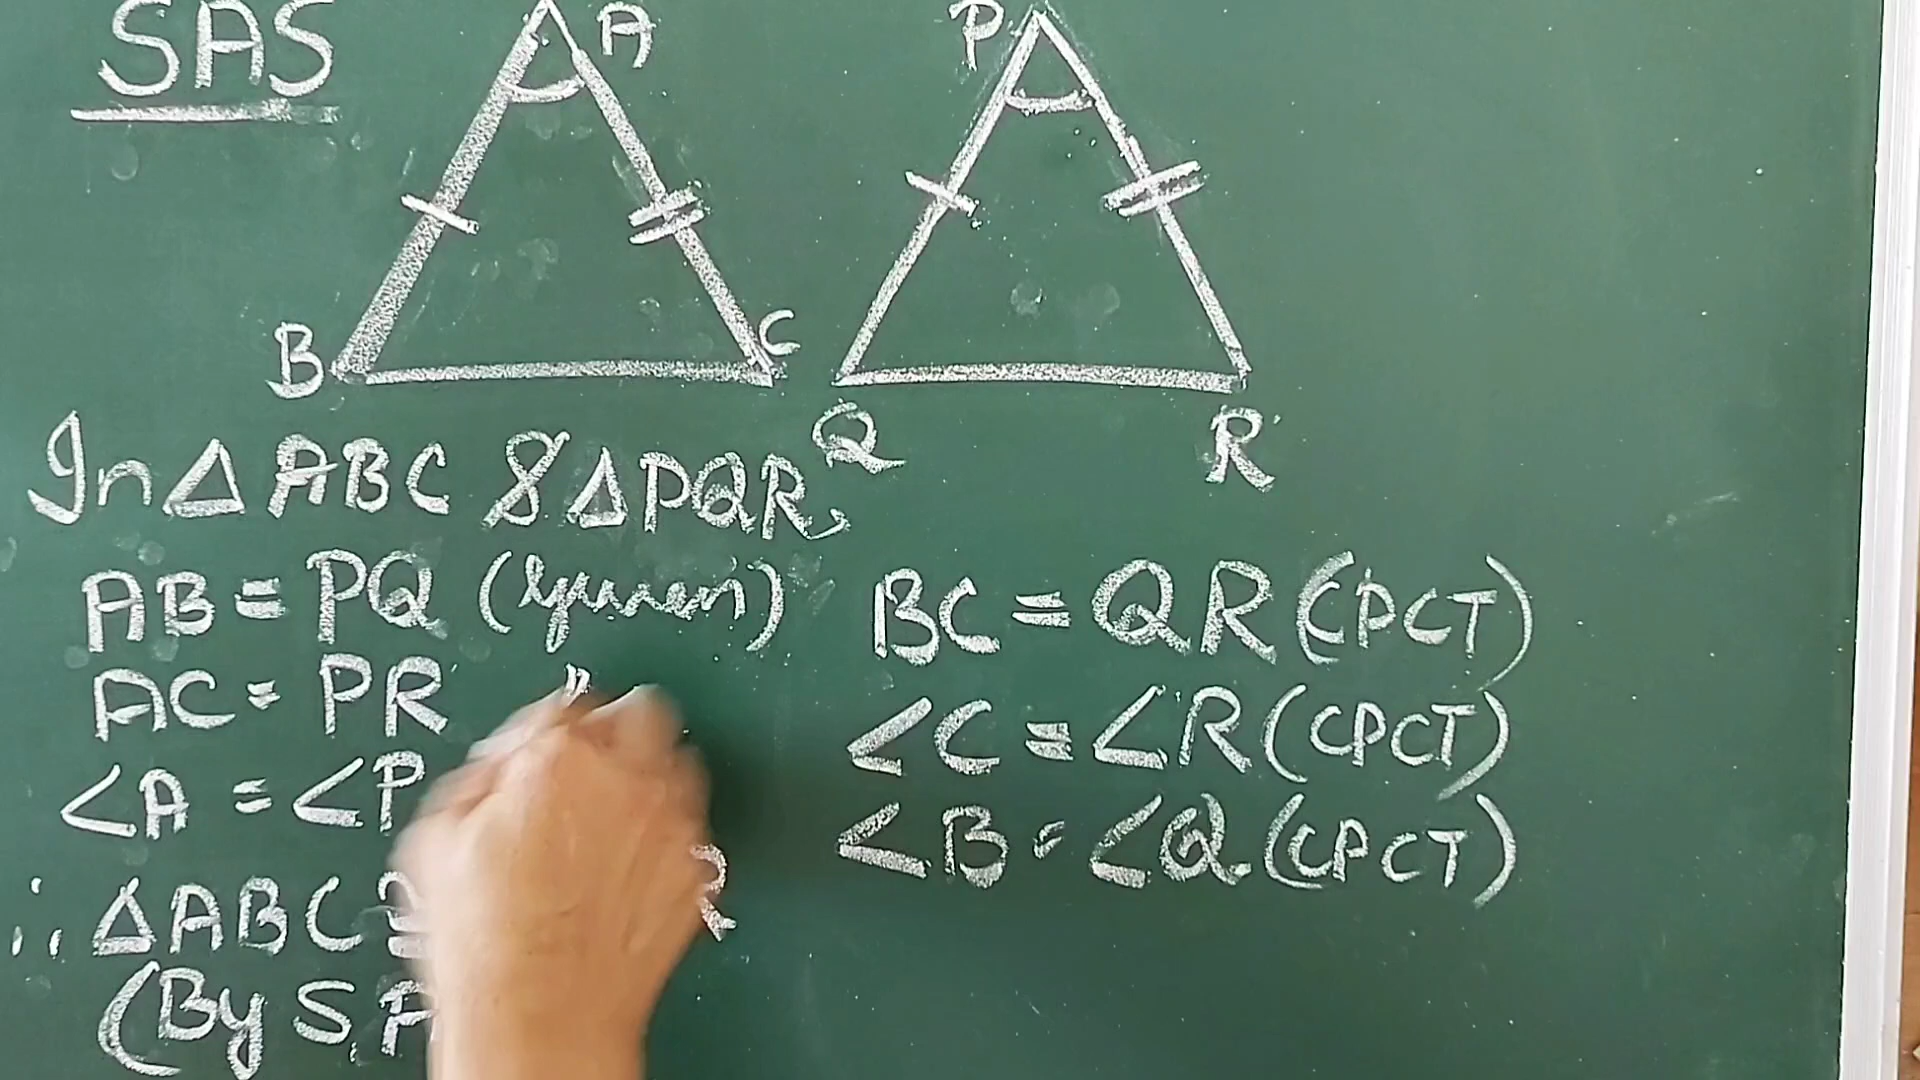 SAS
A
P
B
C
Q
R
In △ABC & △PQR,
AB = PQ (given)
AC = PR "
∠A = ∠P
∴ △ABC ≅ R
(By S A
BC = QR (CPCT)
∠C = ∠R (CPCT)
∠B = ∠Q (CPCT)